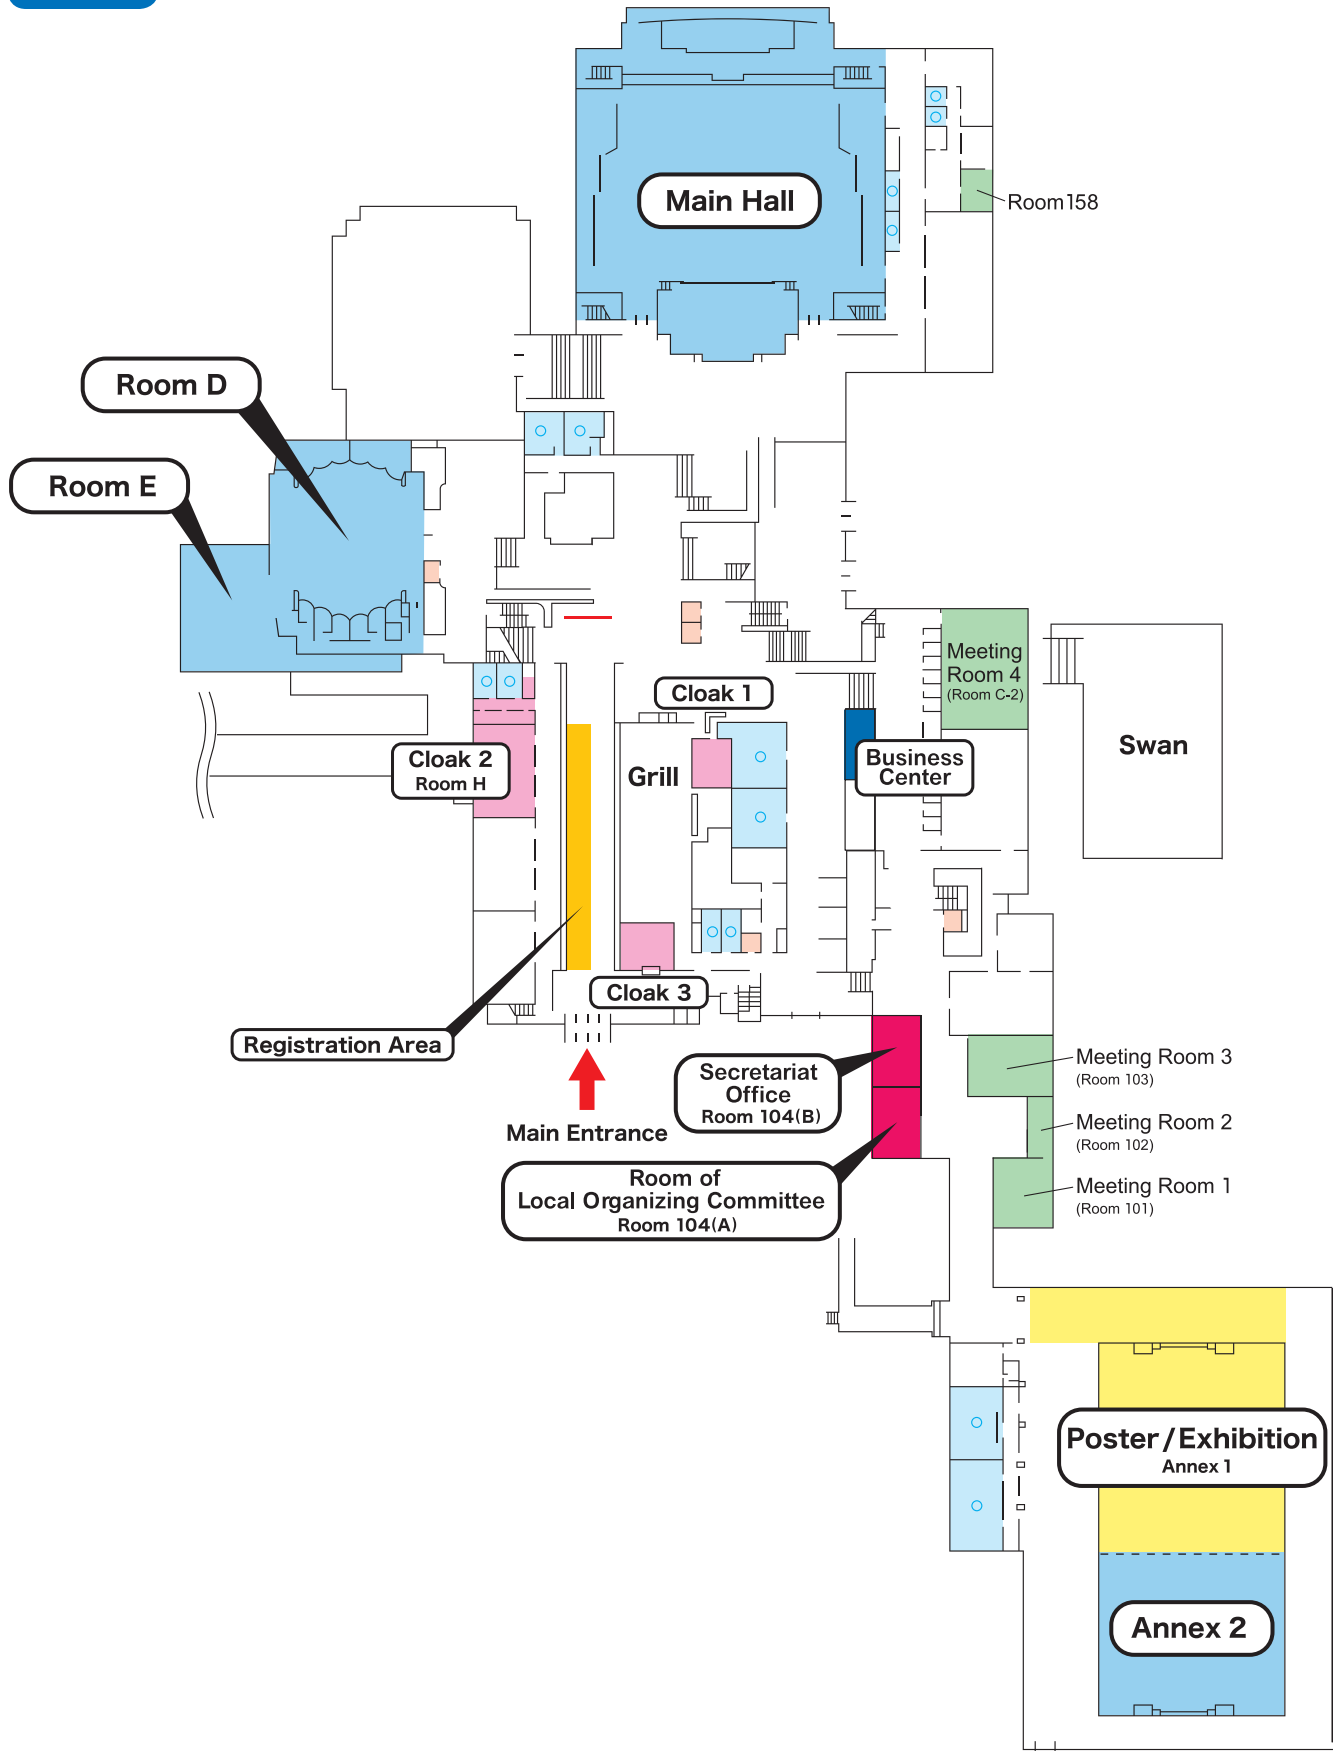 Main Hall
Room158
Room D
Room E
Meeting
Room 4
(Room C-2)
Cloak 1
Swan
Cloak 2
Room H
Grill
Business
Center
Cloak 3
Registration Area
Secretariat
Office
Room 104(B)
Meeting Room 3
(Room 103)
Main Entrance
Meeting Room 2
(Room 102)
Room of
Local Organizing Committee
Room 104(A)
Meeting Room 1
(Room 101)
Poster/Exhibition
Annex 1
Annex 2